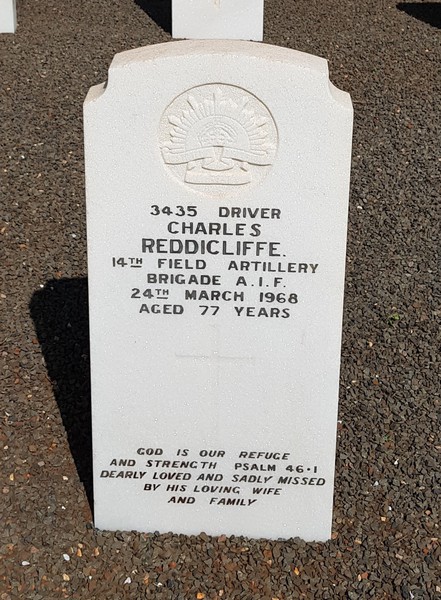 3435 DRIVER
CHARLES
REDDICLIFFE.
14TH FIELD ARTILLERY
BRIGADE A.I.F.
24TH MARCH 1968
AGED 77 YEARS
GOD IS OUR REFUGE
AND STRENGTH PSALM 46·1
DEARLY LOVED AND SADLY MISSED
BY HIS LOVING WIFE
AND FAMILY